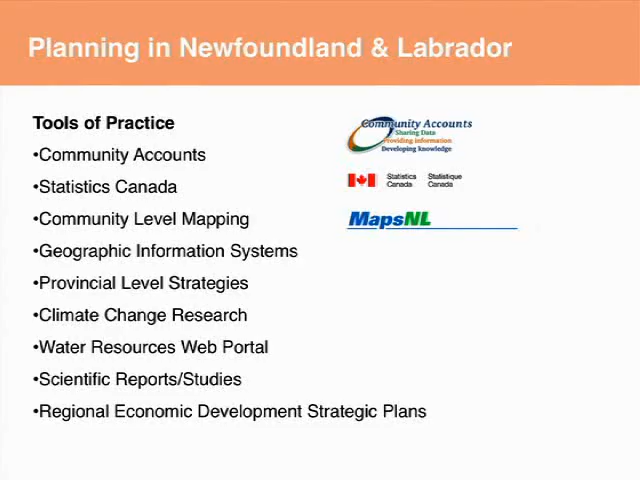 Planning in Newfoundland & Labrador
Tools of Practice
•Community Accounts
•Statistics Canada
•Community Level Mapping
•Geographic Information Systems
•Provincial Level Strategies
•Climate Change Research
•Water Resources Web Portal
•Scientific Reports/Studies
•Regional Economic Development Strategic Plans
Community Accounts
Sharing Data
Providing Information
Developing Knowledge
Statistics Statistique
Canada Canada
MapsNL